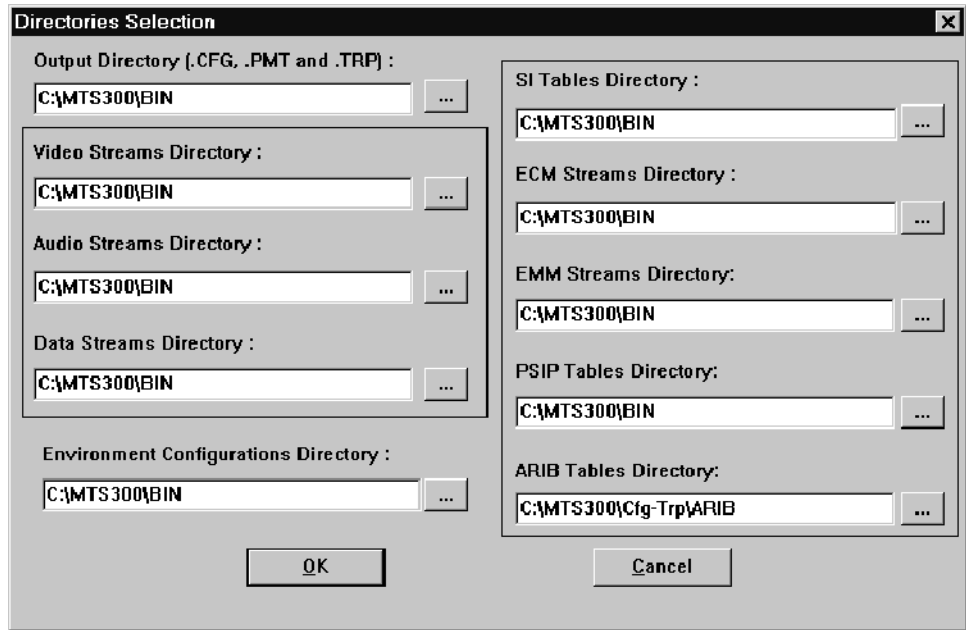 Directories Selection
Output Directory (.CFG, .PMT and .TRP) :
C:\MTS300\BIN
...
Video Streams Directory :
C:\MTS300\BIN
...
Audio Streams Directory :
C:\MTS300\BIN
...
Data Streams Directory :
C:\MTS300\BIN
...
Environment Configurations Directory :
C:\MTS300\BIN
...
SI Tables Directory :
C:\MTS300\BIN
...
ECM Streams Directory :
C:\MTS300\BIN
...
EMM Streams Directory:
C:\MTS300\BIN
...
PSIP Tables Directory:
C:\MTS300\BIN
...
ARIB Tables Directory:
C:\MTS300\Cfg-Trp\ARIB
...
OK
Cancel